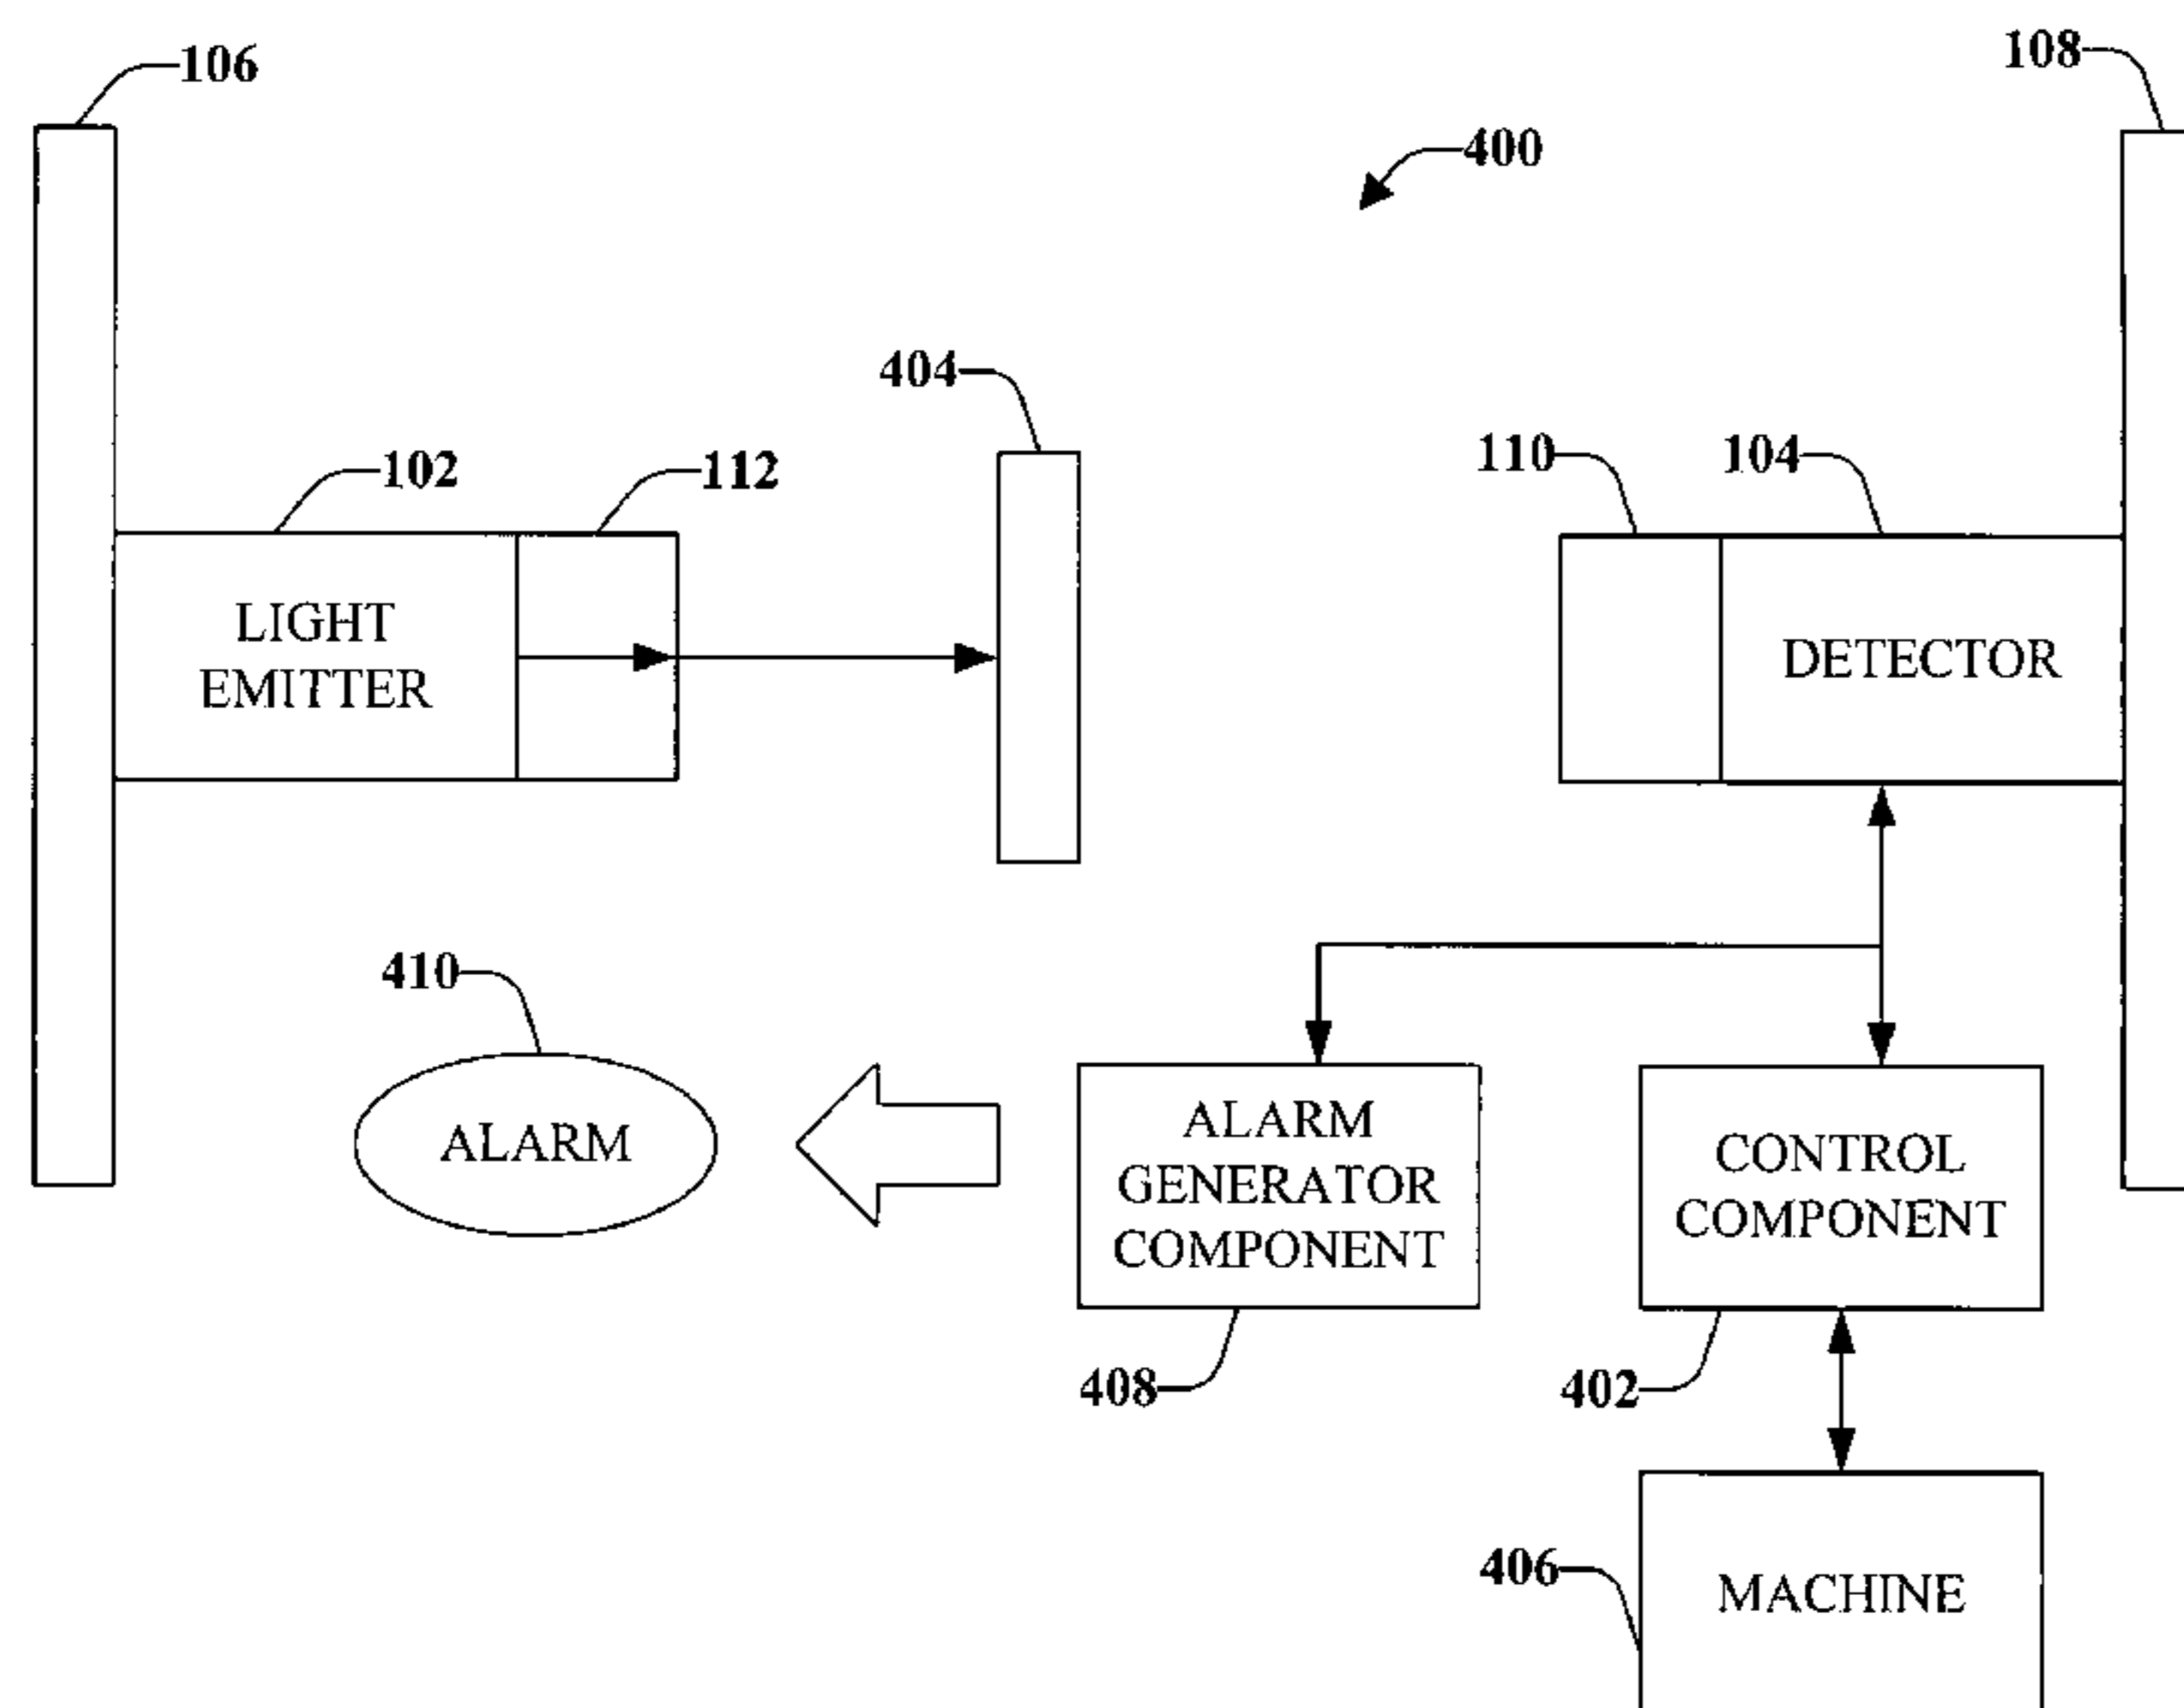 106
108
400
404
102
112
110
104
LIGHT
EMITTER
DETECTOR
410
ALARM
ALARM
GENERATOR
COMPONENT
CONTROL
COMPONENT
408
402
406
MACHINE